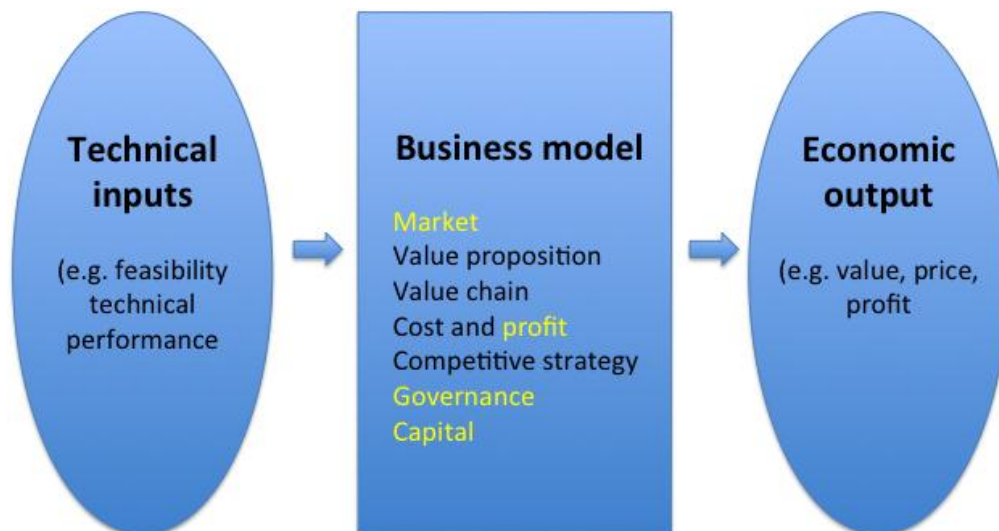 Technical
inputs
(e.g. feasibility
technical
performance
Business model
Market
Value proposition
Value chain
Cost and profit
Competitive strategy
Governance
Capital
Economic
output
(e.g. value, price,
profit